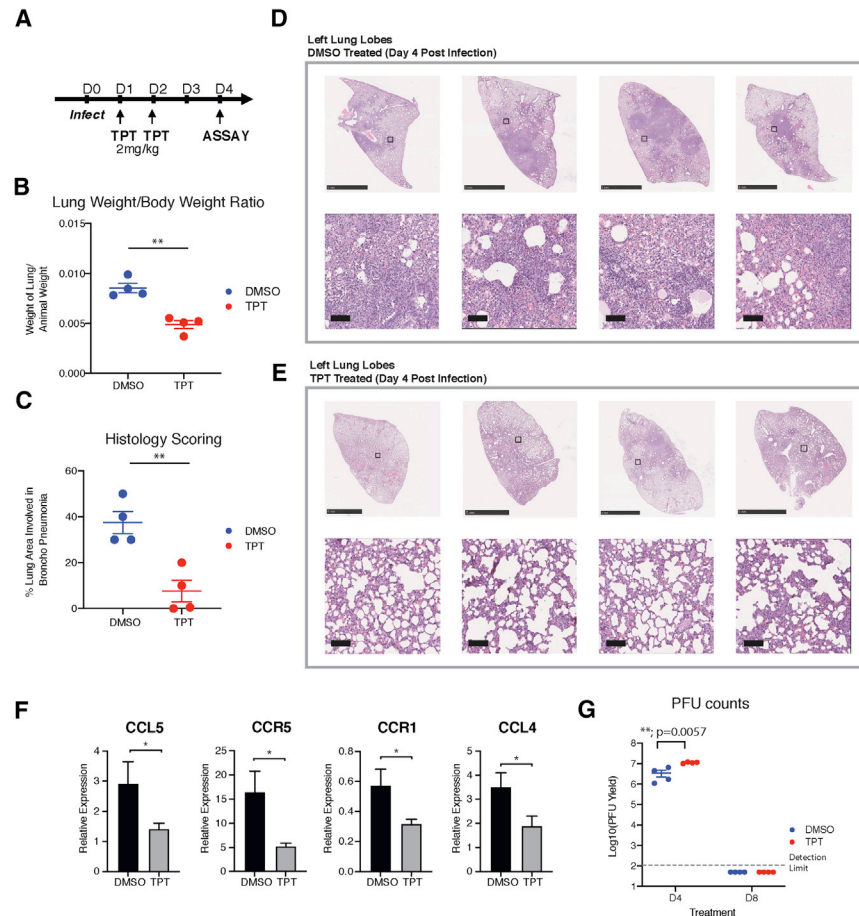 A
D0 D1 D2 D3 D4
Infect
TPT TPT ASSAY
2mg/kg
B
Lung Weight/Body Weight Ratio
0.015
0.010
0.005
0.000
Weight of Lung/
Animal Weight
**
DMSO
TPT
DMSO TPT
C
Histology Scoring
60
40
20
0
% Lung Area Involved in
Broncho Pneumonia
**
DMSO
TPT
DMSO TPT
D
Left Lung Lobes
DMSO Treated (Day 4 Post Infection)
E
Left Lung Lobes
TPT Treated (Day 4 Post Infection)
F
CCL5
Relative Expression
4
3
2
1
0
*
DMSO TPT
CCR5
Relative Expression
25
20
15
10
5
0
*
DMSO TPT
CCR1
Relative Expression
0.8
0.6
0.4
0.2
0.0
*
DMSO TPT
CCL4
Relative Expression
5
4
3
2
1
0
*
DMSO TPT
G
PFU counts
**; p=0.0057
Log10(PFU Yield)
8
7
6
5
4
3
2
1
DMSO
TPT
Detection
Limit
D4 D8
Treatment